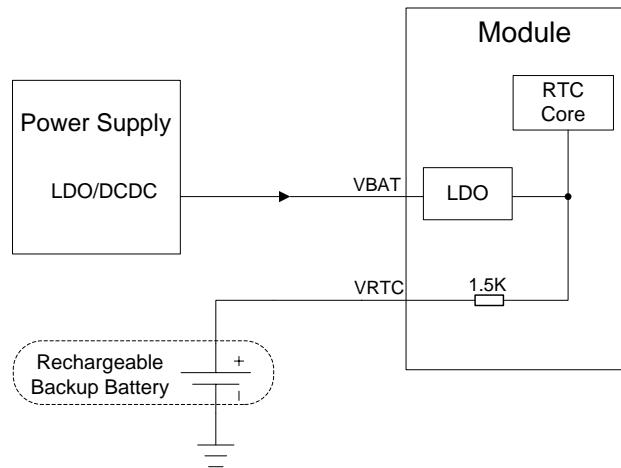 Module
RTC
Core
Power Supply
LDO/DCDC
VBAT
LDO
VRTC
1.5K
Rechargeable
Backup Battery
+